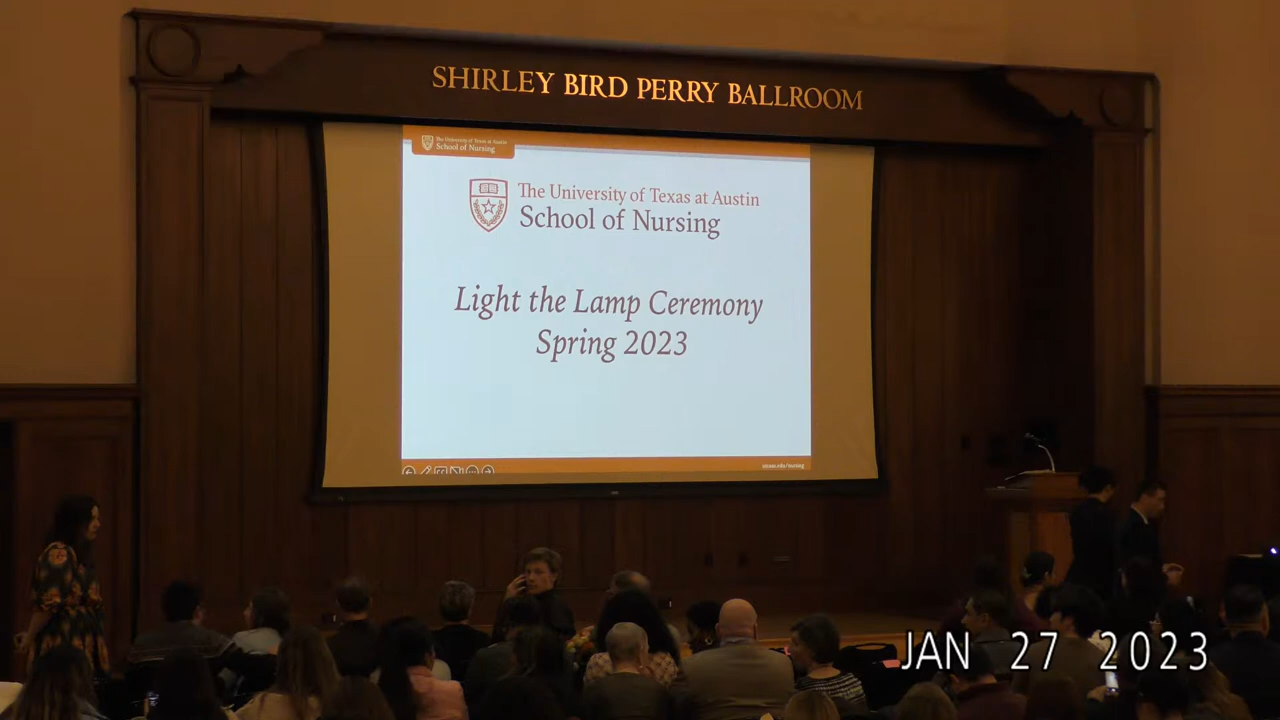 SHIRLEY BIRD PERRY BALLROOM
The University of Texas at Austin
School of Nursing
The University of Texas at Austin
School of Nursing
Light the Lamp Ceremony
Spring 2023
JAN 27 2023